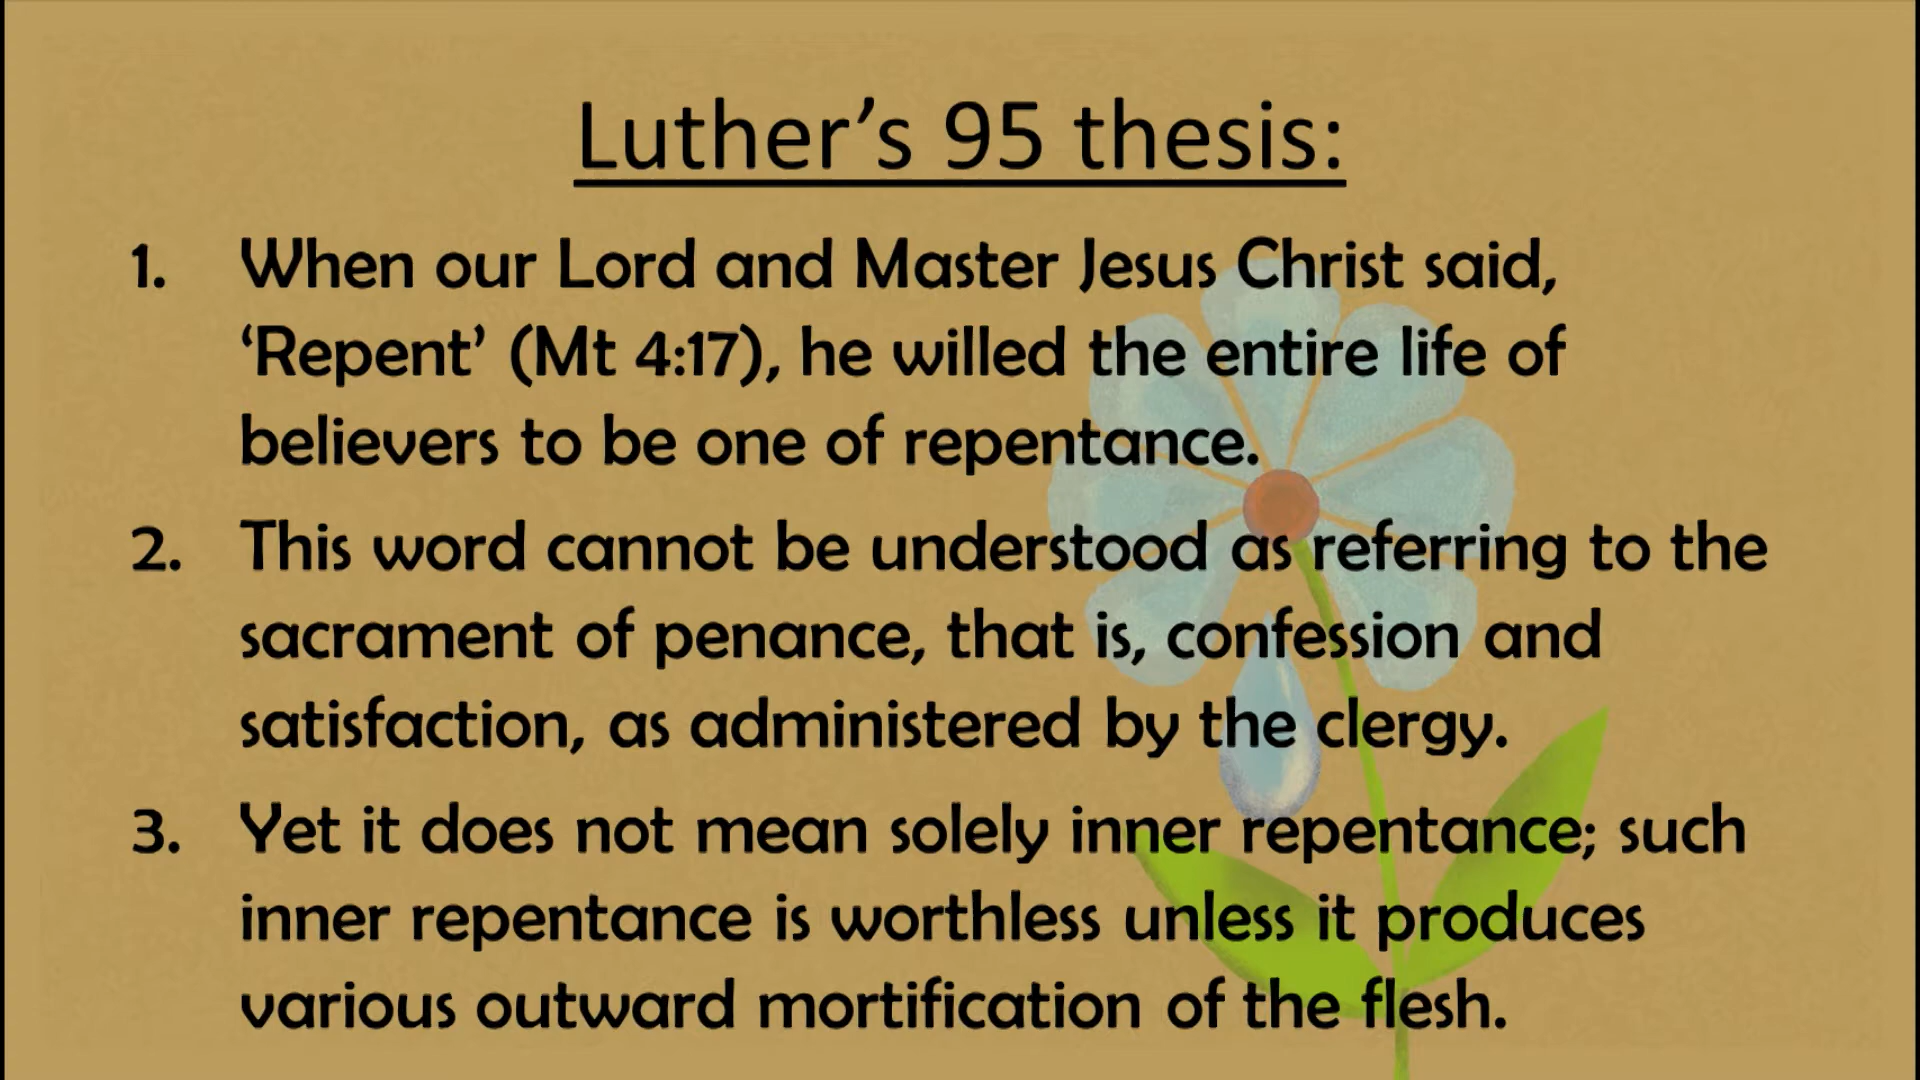 Luther’s 95 thesis:
1. When our Lord and Master Jesus Christ said,
‘Repent’ (Mt 4:17), he willed the entire life of
believers to be one of repentance.
2. This word cannot be understood as referring to the
sacrament of penance, that is, confession and
satisfaction, as administered by the clergy.
3. Yet it does not mean solely inner repentance; such
inner repentance is worthless unless it produces
various outward mortification of the flesh.